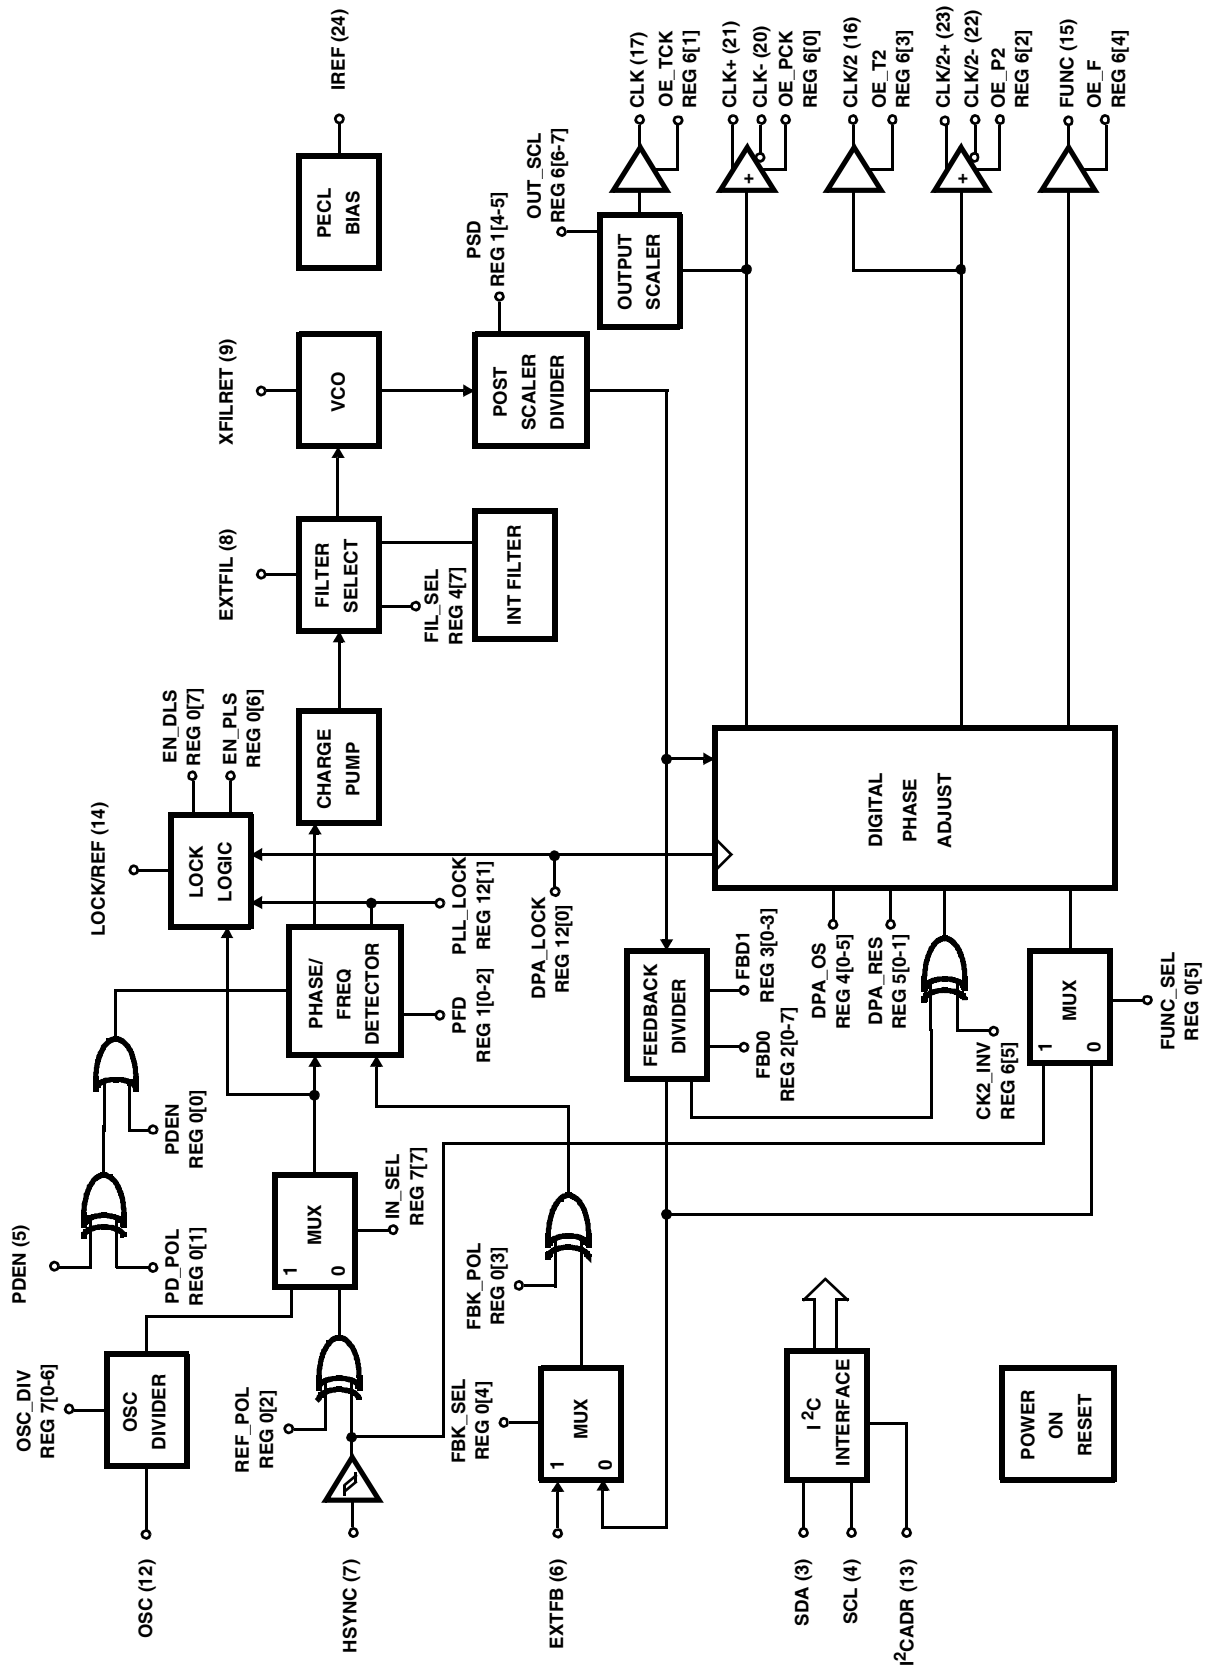 OSC (12)
OSC_DIV
REG 7[0-6]
OSC
DIVIDER
PDEN (5)
PD_POL
REG 0[1]
PDEN
REG 0[0]
LOCK/REF (14)
LOCK
LOGIC
EN_DLS
REG 0[7]
EN_PLS
REG 0[6]
EXTFIL (8)
XFILRET (9)
IREF (24)
HSYNC (7)
REF_POL
REG 0[2]
1
0
MUX
IN_SEL
REG 7[7]
PHASE/
FREQ
DETECTOR
PFD
REG 1[0-2]
PLL_LOCK
REG 12[1]
CHARGE
PUMP
FILTER
SELECT
FIL_SEL
REG 4[7]
INT FILTER
VCO
PECL
BIAS
POST
SCALER
DIVIDER
PSD
REG 1[4-5]
EXTFB (6)
FBK_SEL
REG 0[4]
1
0
MUX
FBK_POL
REG 0[3]
DPA_LOCK
REG 12[0]
FEEDBACK
DIVIDER
FBD0
REG 2[0-7]
FBD1
REG 3[0-3]
OUT_SCL
REG 6[6-7]
OUTPUT
SCALER
CLK (17)
OE_TCK
REG 6[1]
CLK+ (21)
CLK- (20)
OE_PCK
REG 6[0]
+
CLK/2 (16)
OE_T2
REG 6[3]
CLK/2+ (23)
CLK/2- (22)
OE_P2
REG 6[2]
+
FUNC (15)
OE_F
REG 6[4]
DIGITAL
PHASE
ADJUST
DPA_OS
REG 4[0-5]
DPA_RES
REG 5[0-1]
CK2_INV
REG 6[5]
1
0
MUX
FUNC_SEL
REG 0[5]
SDA (3)
SCL (4)
I²CADR (13)
I²C
INTERFACE
POWER
ON
RESET